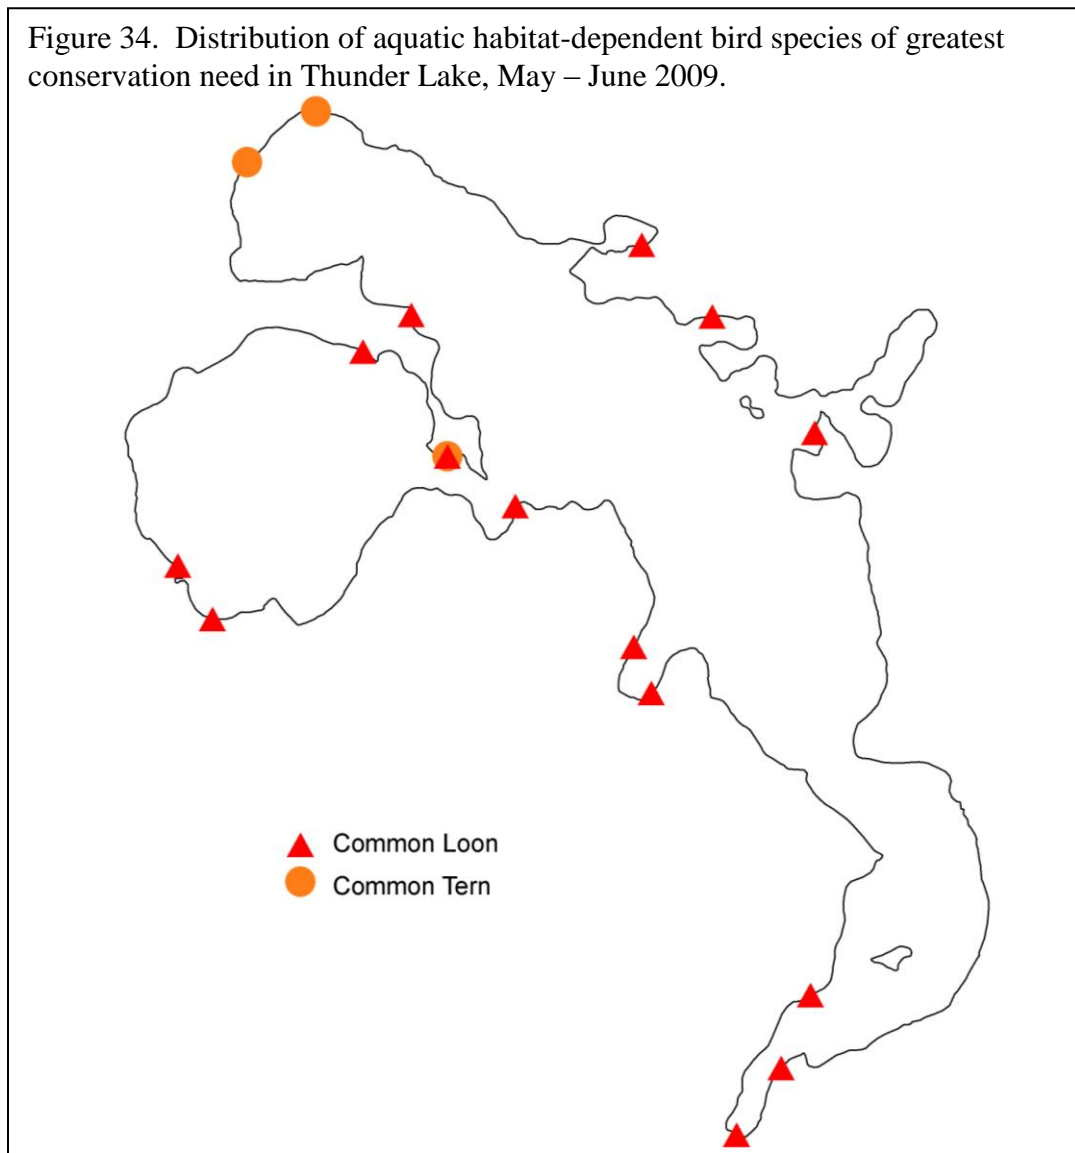 Figure 34.  Distribution of aquatic habitat-dependent bird species of greatest
conservation need in Thunder Lake, May – June 2009.
Common Loon
Common Tern